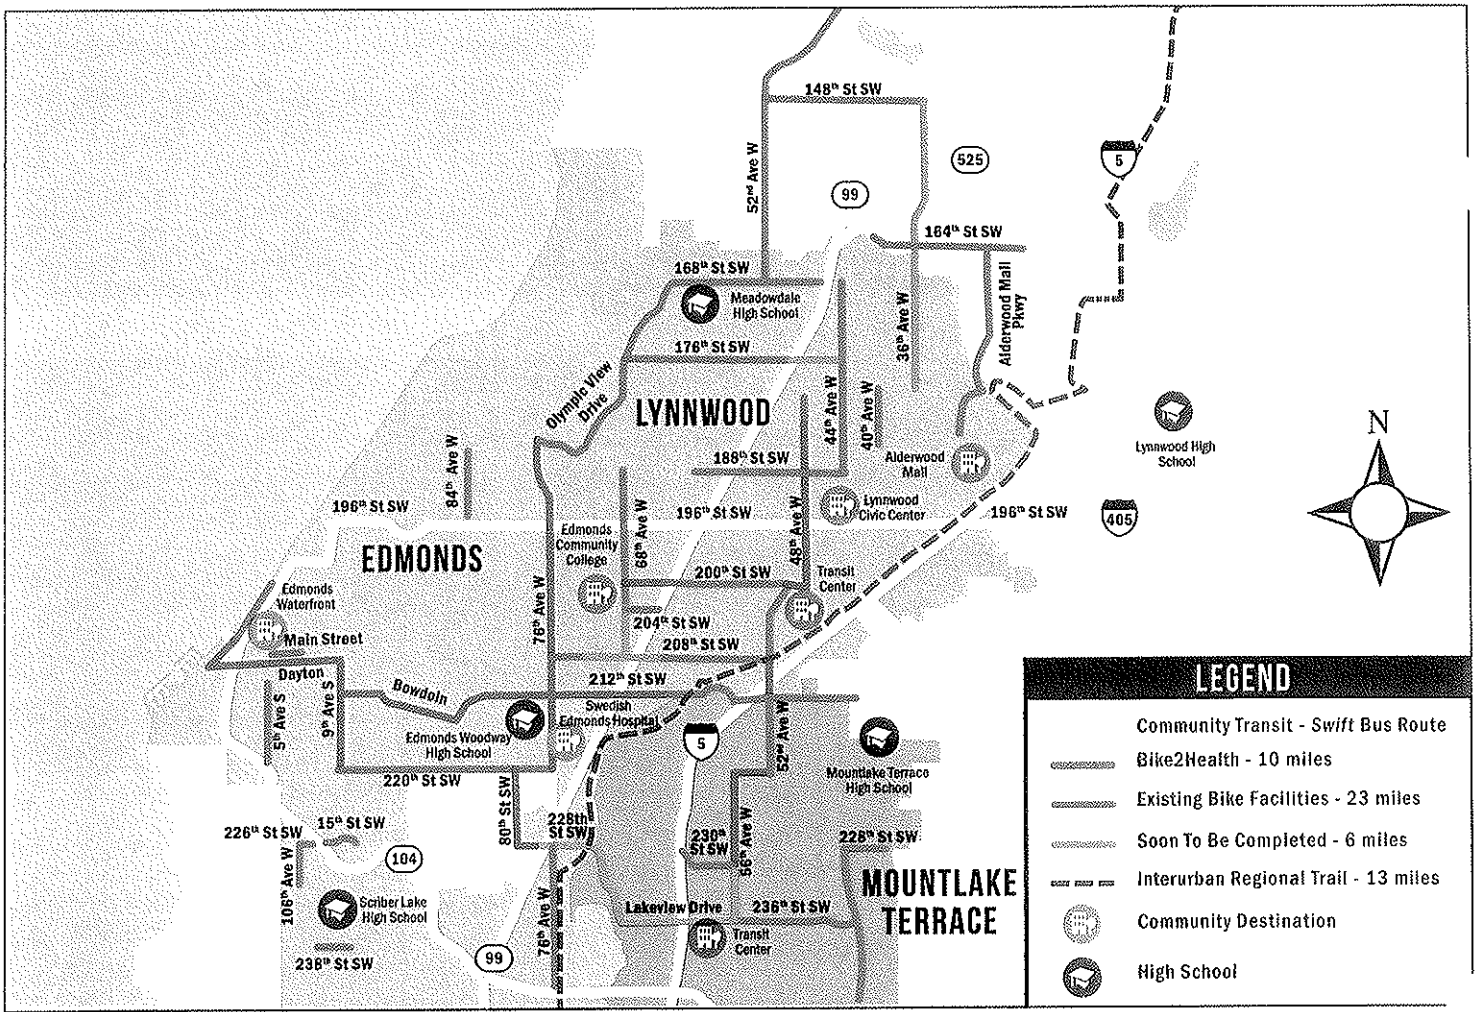 148th St SW
52nd Ave W
525
5
99
164th St SW
168th St SW
Meadowdale
High School
36th Ave W
Alderwood Mall
Pkwy
176th St SW
Olympic View
Drive
LYNNWOOD
44th Ave W
40th Ave W
Lynnwood High
School
N
84th Ave W
188th St SW
Alderwood
Mall
196th St SW
68th Ave W
196th St SW
48th Ave W
Lynnwood
Civic Center
196th St SW
405
EDMONDS
Edmonds
Community
College
76th Ave W
200th St SW
Transit
Center
Edmonds
Waterfront
204th St SW
Main Street
208th St SW
Dayton
212th St SW
Bowdoin
5th Ave S
9th Ave S
Swedish
Edmonds Hospital
Edmonds Woodway
High School
5
52nd Ave W
Mountlake Terrace
High School
220th St SW
80th St SW
228th
St SW
230th
St SW
56th Ave W
228th St SW
226th St SW
15th St SW
104
106th Ave W
Scriber Lake
High School
238th St SW
99
76th Ave W
Lakeview Drive
236th St SW
Transit
Center
MOUNTLAKE
TERRACE
LEGEND
Community Transit - Swift Bus Route
Bike2Health - 10 miles
Existing Bike Facilities - 23 miles
Soon To Be Completed - 6 miles
Interurban Regional Trail - 13 miles
Community Destination
High School